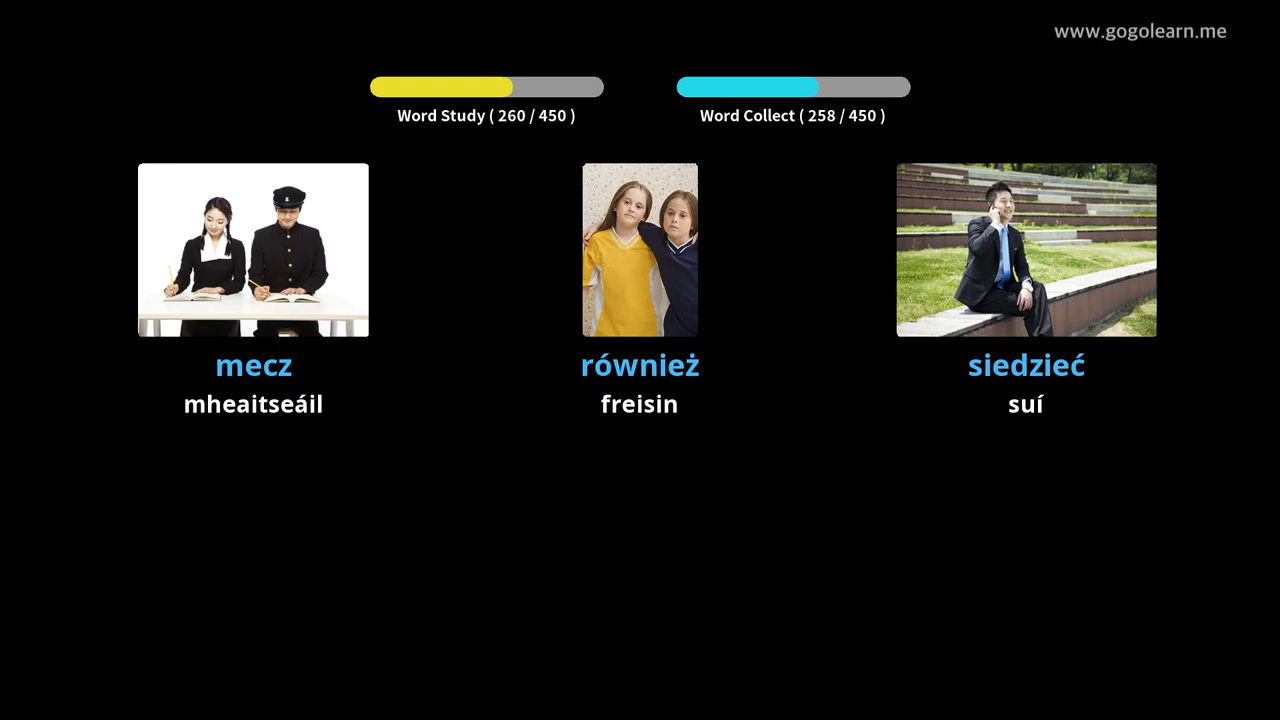 www.gogolearn.me
Word Study ( 260 / 450 )
Word Collect ( 258 / 450 )
mecz
mheaitseáil
również
freisin
siedzieć
suí